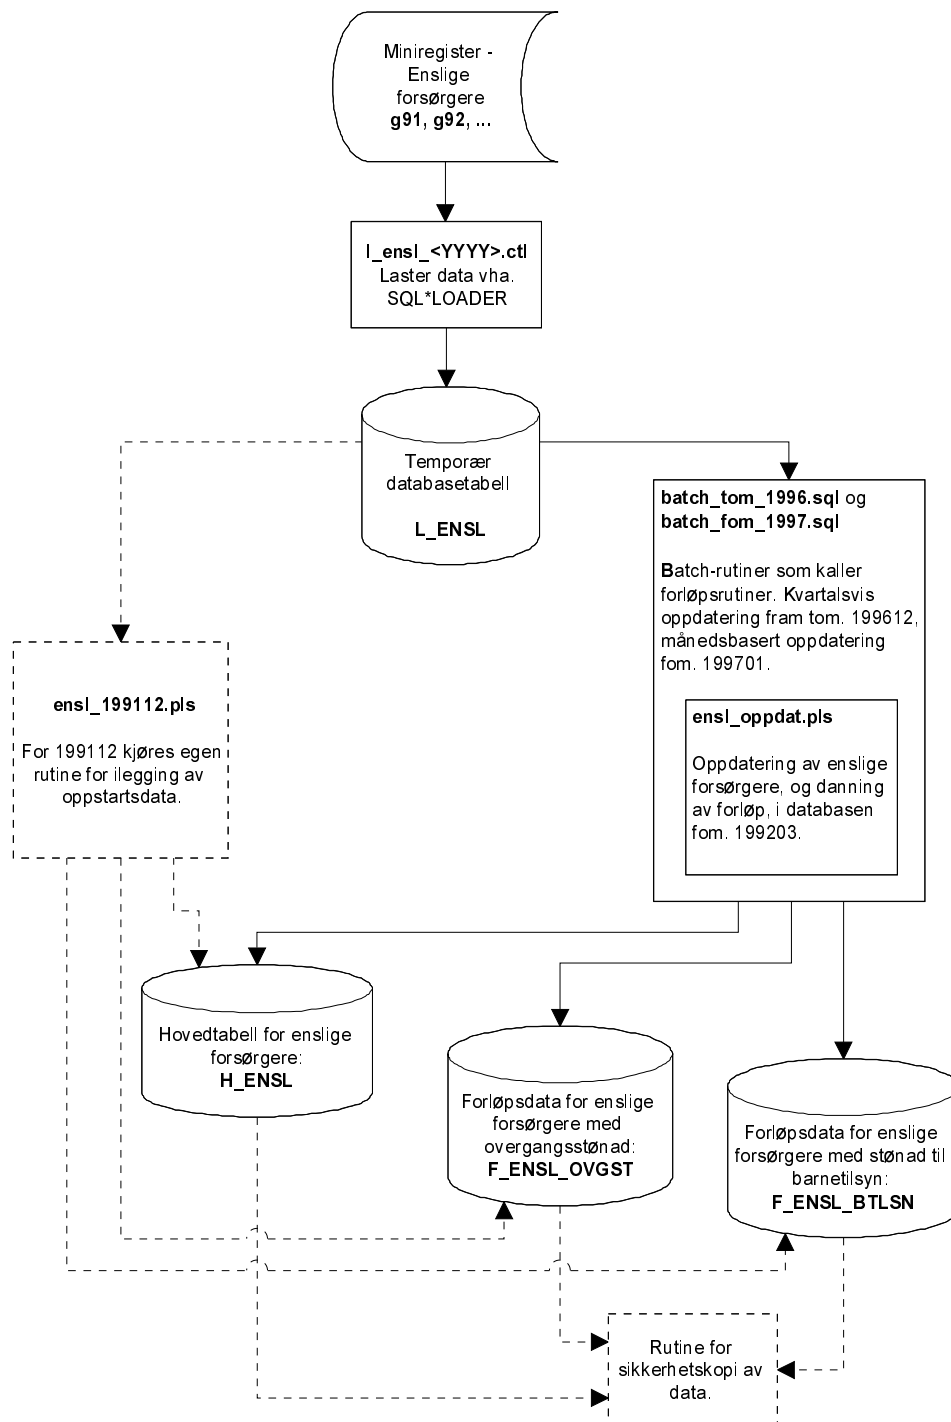 Miniregister -
Enslige
forsørgere
g91, g92, ...
l_ensl_<YYYY>.ctl
Laster data vha.
SQL*LOADER
Temporær
databasetabell
L_ENSL
batch_tom_1996.sql og
batch_fom_1997.sql
Batch-rutiner som kaller
forløpsrutiner. Kvartalsvis
oppdatering fram tom. 199612,
månedsbasert oppdatering
fom. 199701.
ensl_oppdat.pls
Oppdatering av enslige
forsørgere, og danning
av forløp, i databasen
fom. 199203.
ensl_199112.pls
For 199112 kjøres egen
rutine for ilegging av
oppstartsdata.
Hovedtabell for enslige
forsørgere:
H_ENSL
Forløpsdata for enslige
forsørgere med
overgangsstønad:
F_ENSL_OVGST
Forløpsdata for enslige
forsørgere med stønad til
barnetilsyn:
F_ENSL_BTLSN
Rutine for
sikkerhetskopi av
data.